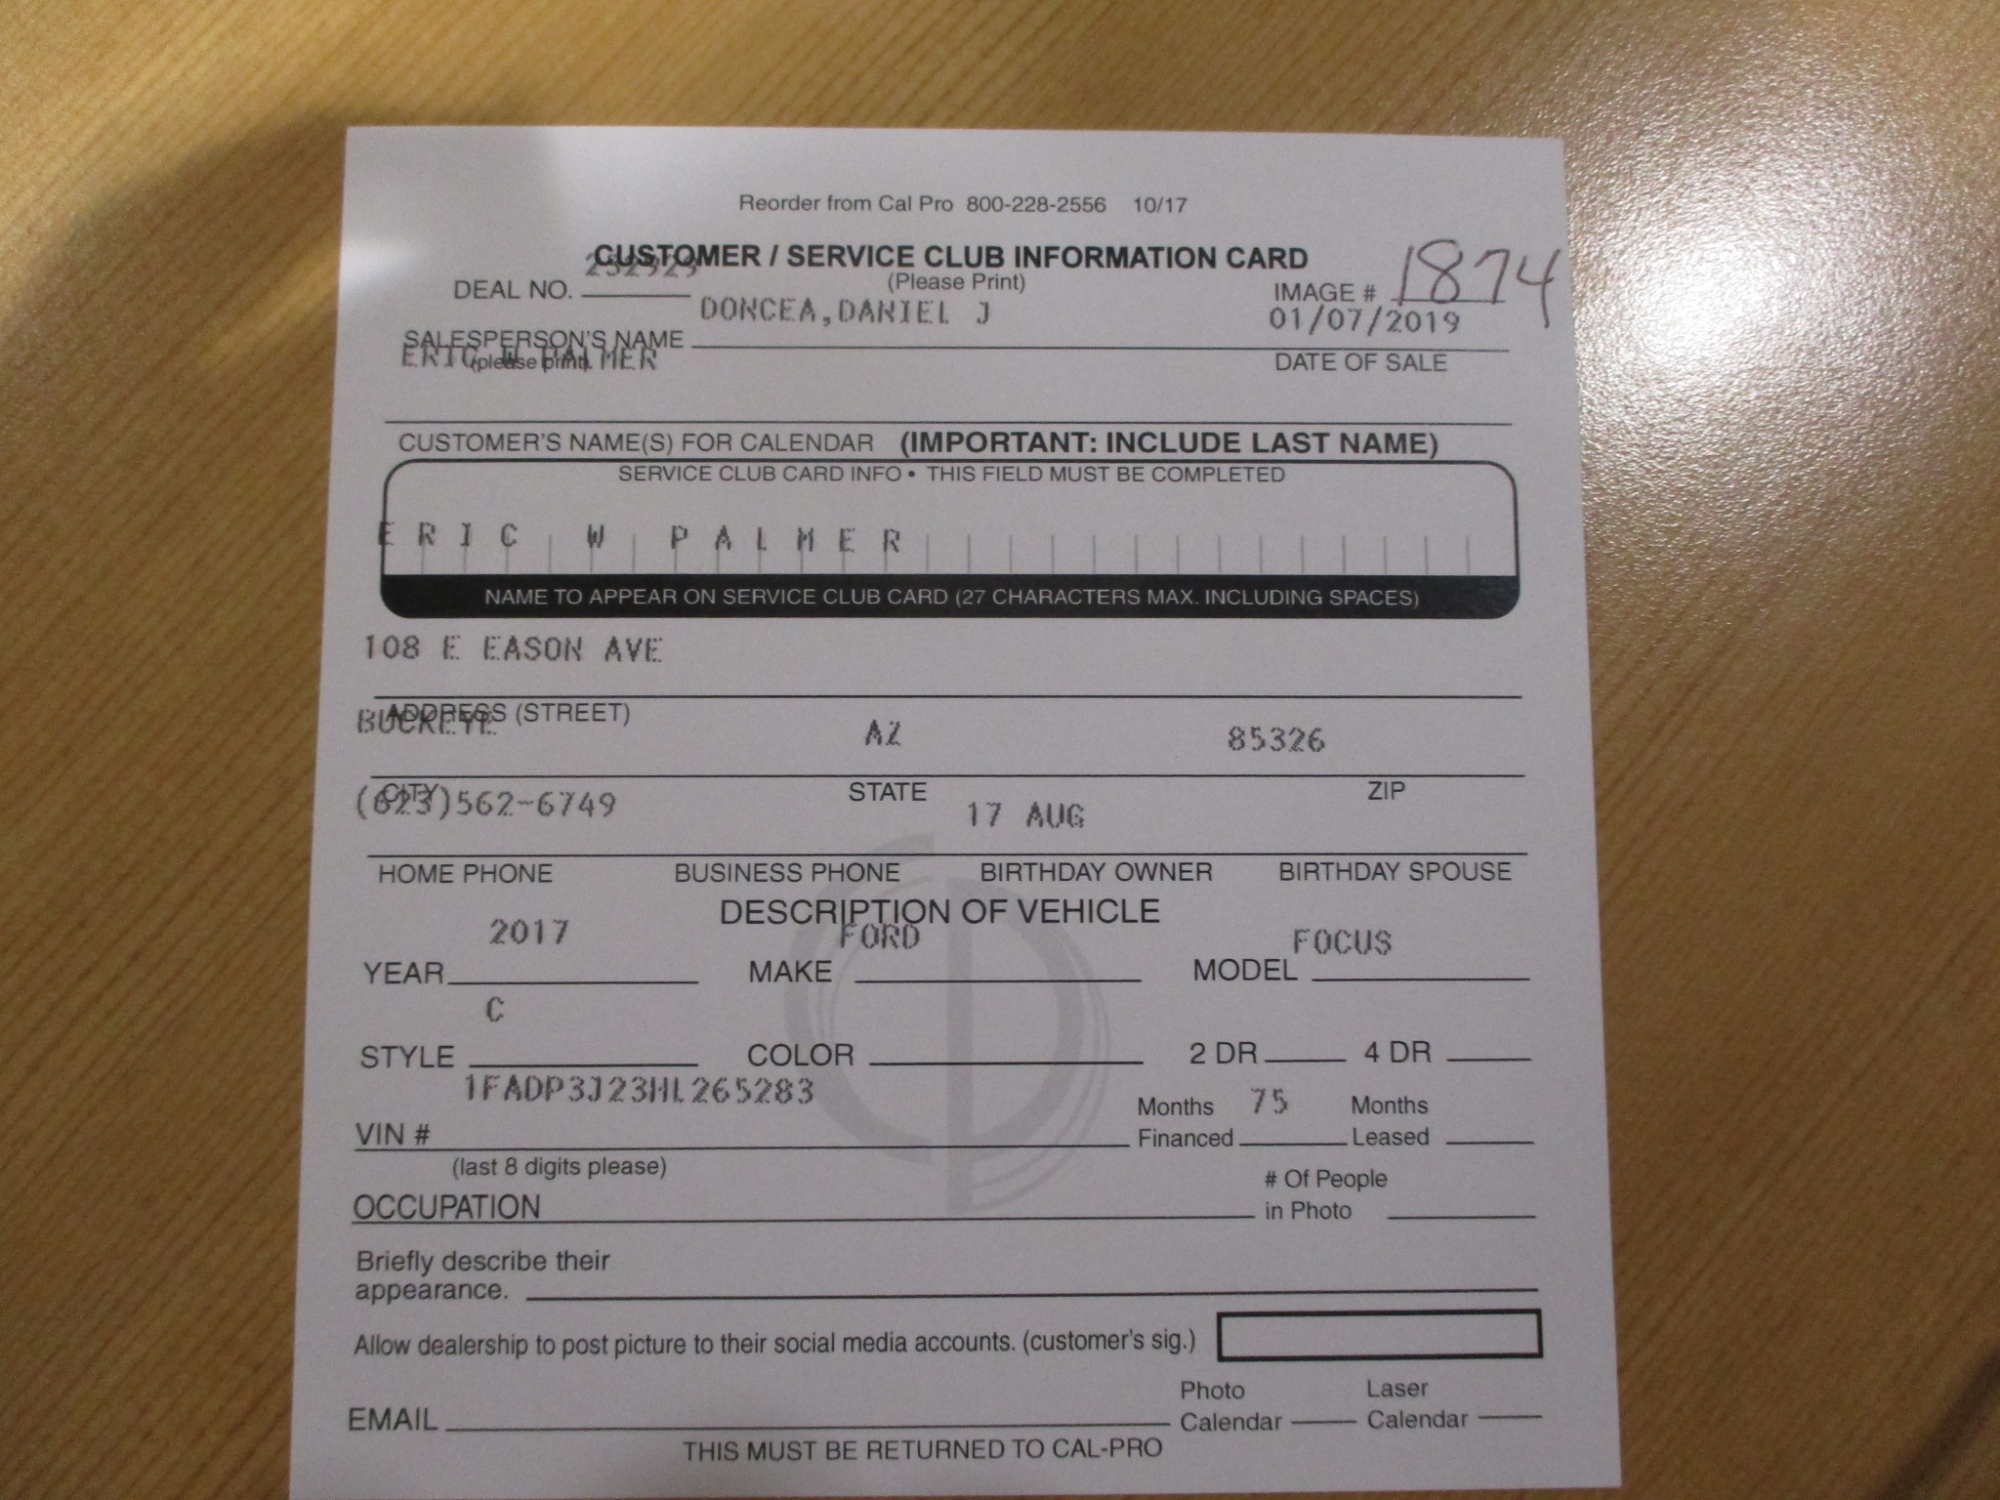 Reorder from Cal Pro 800-228-2556 10/17
CUSTOMER / SERVICE CLUB INFORMATION CARD
(Please Print)
DEAL NO. IMAGE # 1874
DONCEA,DANIEL J 01/07/2019
SALESPERSON'S NAME
(please print) DATE OF SALE
ERIC W PALMER
CUSTOMER'S NAME(S) FOR CALENDAR (IMPORTANT: INCLUDE LAST NAME)
SERVICE CLUB CARD INFO • THIS FIELD MUST BE COMPLETED
ERIC W PALMER
NAME TO APPEAR ON SERVICE CLUB CARD (27 CHARACTERS MAX. INCLUDING SPACES)
108 E EASON AVE
ADDRESS (STREET)
BUCKEYE AZ 85326
CITY STATE ZIP
(623)562-6749 17 AUG
HOME PHONE BUSINESS PHONE BIRTHDAY OWNER BIRTHDAY SPOUSE
DESCRIPTION OF VEHICLE
2017 FORD FOCUS
YEAR MAKE MODEL
C
STYLE COLOR 2 DR 4 DR
1FADP3J23HL265283 75
VIN # Months Financed Months Leased
(last 8 digits please)
OCCUPATION # Of People in Photo
Briefly describe their
appearance.
Allow dealership to post picture to their social media accounts. (customer's sig.)
EMAIL Photo Calendar Laser Calendar
THIS MUST BE RETURNED TO CAL-PRO